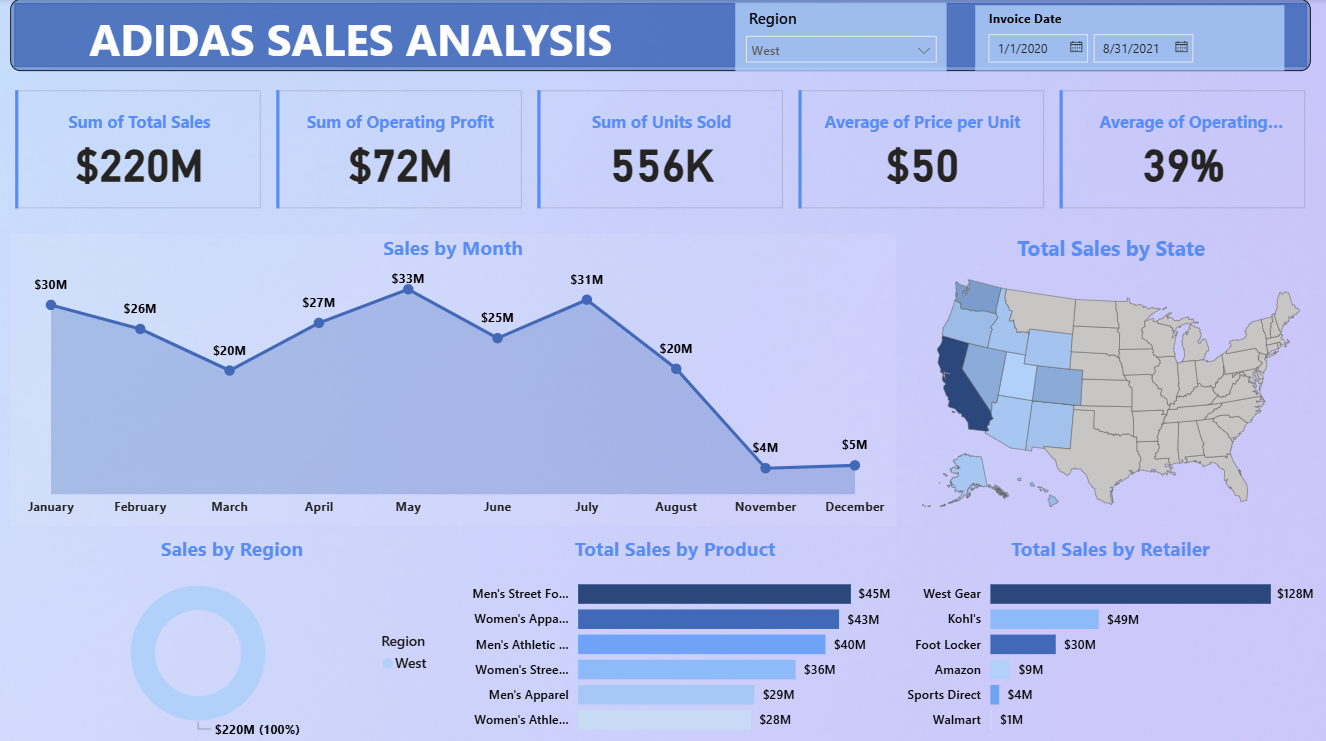 ADIDAS SALES ANALYSIS
Region
West
Invoice Date
1/1/2020
8/31/2021
Sum of Total Sales
$220M
Sum of Operating Profit
$72M
Sum of Units Sold
556K
Average of Price per Unit
$50
Average of Operating...
39%
Sales by Month
$30M
$26M
$20M
$27M
$33M
$25M
$31M
$20M
$4M
$5M
January
February
March
April
May
June
July
August
November
December
Total Sales by State
Sales by Region
$220M (100%)
Region
West
Total Sales by Product
Men's Street Fo... $45M
Women's Appa... $43M
Men's Athletic ... $40M
Women's Stree... $36M
Men's Apparel $29M
Women's Athle... $28M
Total Sales by Retailer
West Gear $128M
Kohl's $49M
Foot Locker $30M
Amazon $9M
Sports Direct $4M
Walmart $1M